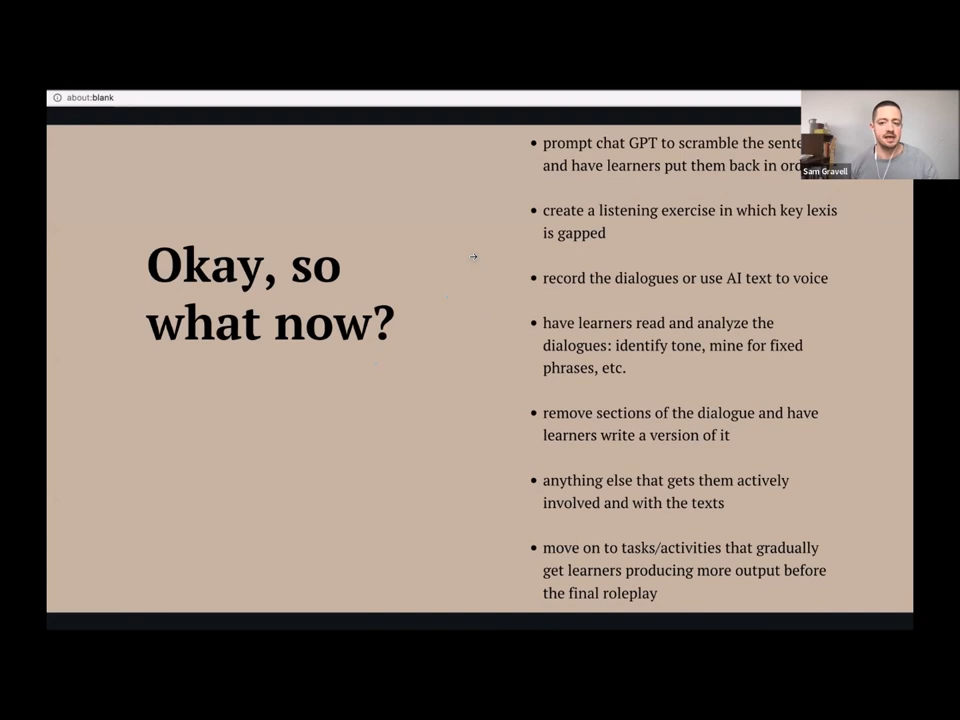 about:blank
Okay, so
what now?
• prompt chat GPT to scramble the
and have learners put them back in
• create a listening exercise in which key lexis
is gapped
• record the dialogues or use AI text to voice
• have learners read and analyze the
dialogues: identify tone, mine for fixed
phrases, etc.
• remove sections of the dialogue and have
learners write a version of it
• anything else that gets them actively
involved and with the texts
• move on to tasks/activities that gradually
get learners producing more output before
the final roleplay
Sam Gravell